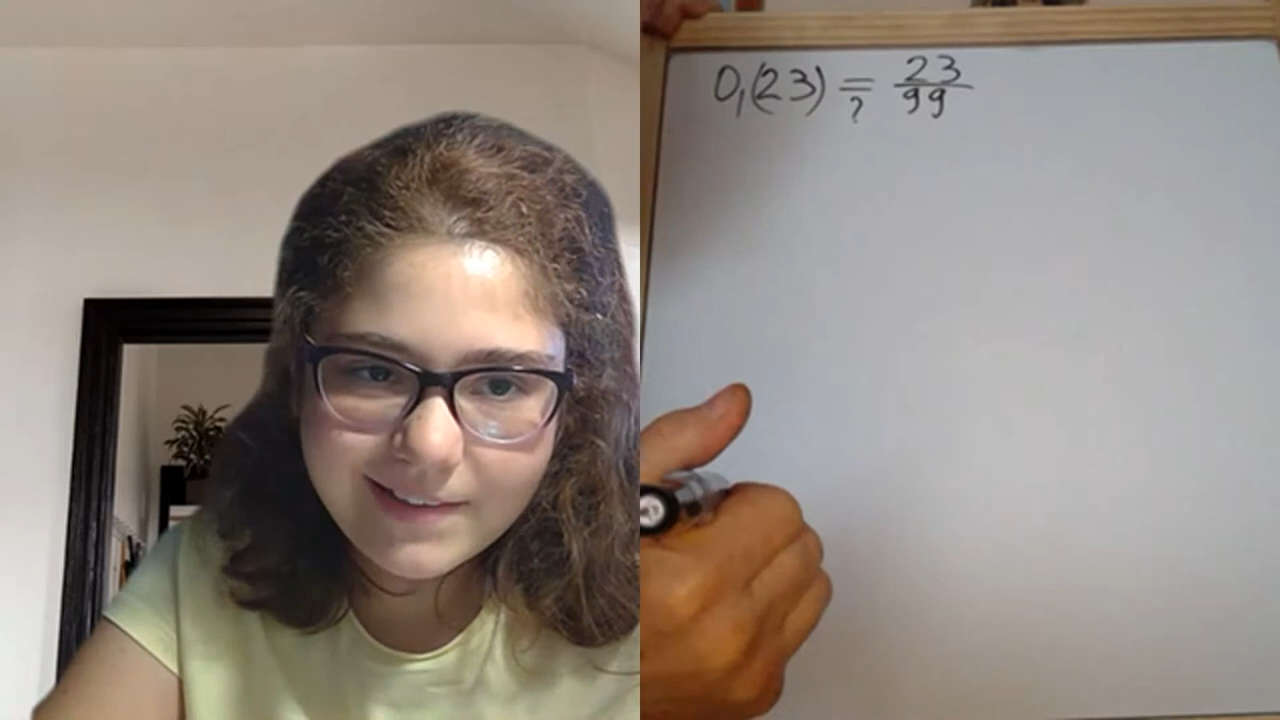 0,(23) = 23/99
?